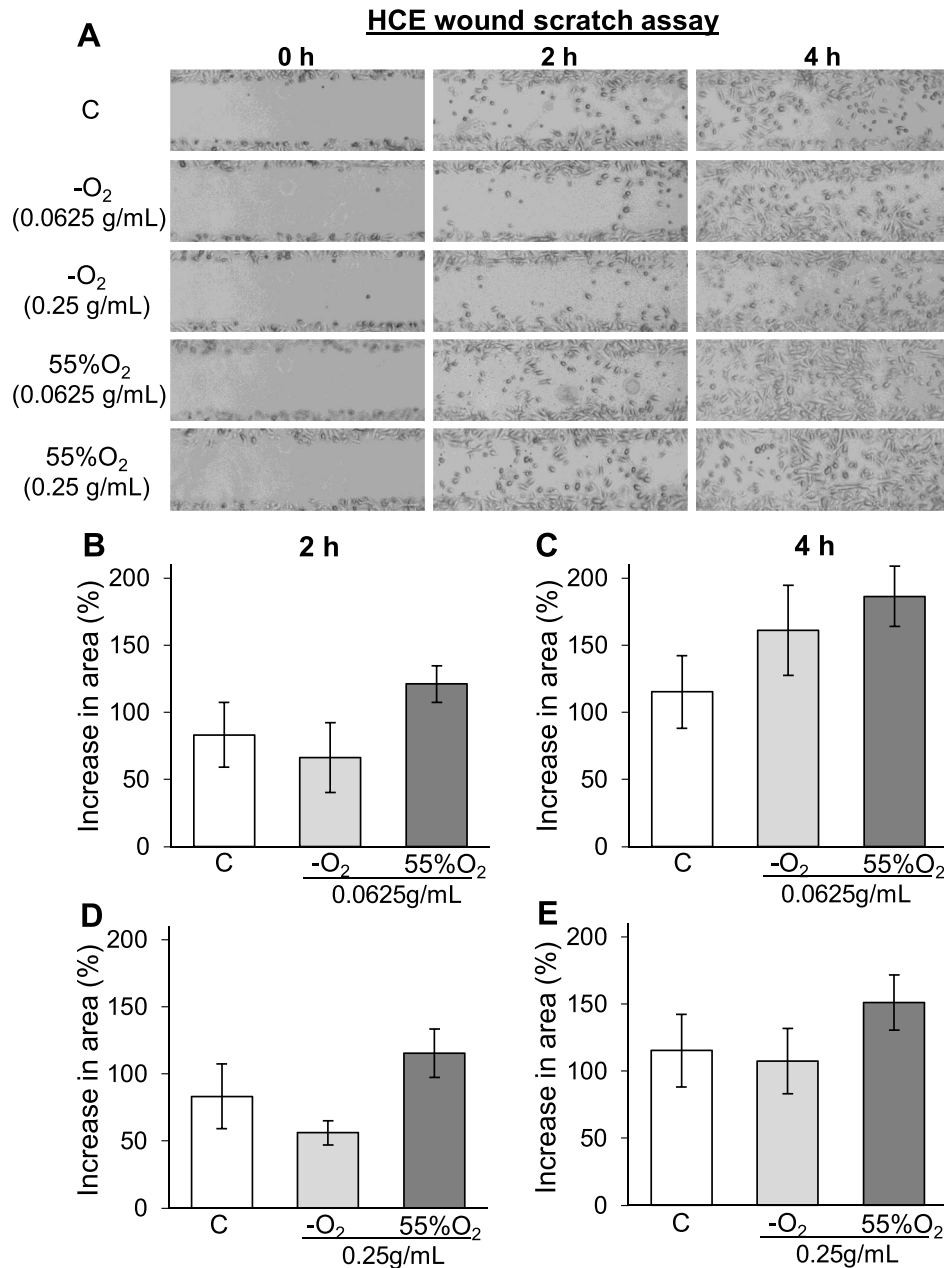 HCE wound scratch assay
A
0 h 2 h 4 h
C
-O₂
(0.0625 g/mL)
-O₂
(0.25 g/mL)
55%O₂
(0.0625 g/mL)
55%O₂
(0.25 g/mL)
B 2 h
Increase in area (%)
200
150
100
50
0
C -O₂ 55%O₂
0.0625g/mL
C 4 h
Increase in area (%)
200
150
100
50
0
C -O₂ 55%O₂
0.0625g/mL
D
Increase in area (%)
200
150
100
50
0
C -O₂ 55%O₂
0.25g/mL
E
Increase in area (%)
200
150
100
50
0
C -O₂ 55%O₂
0.25g/mL